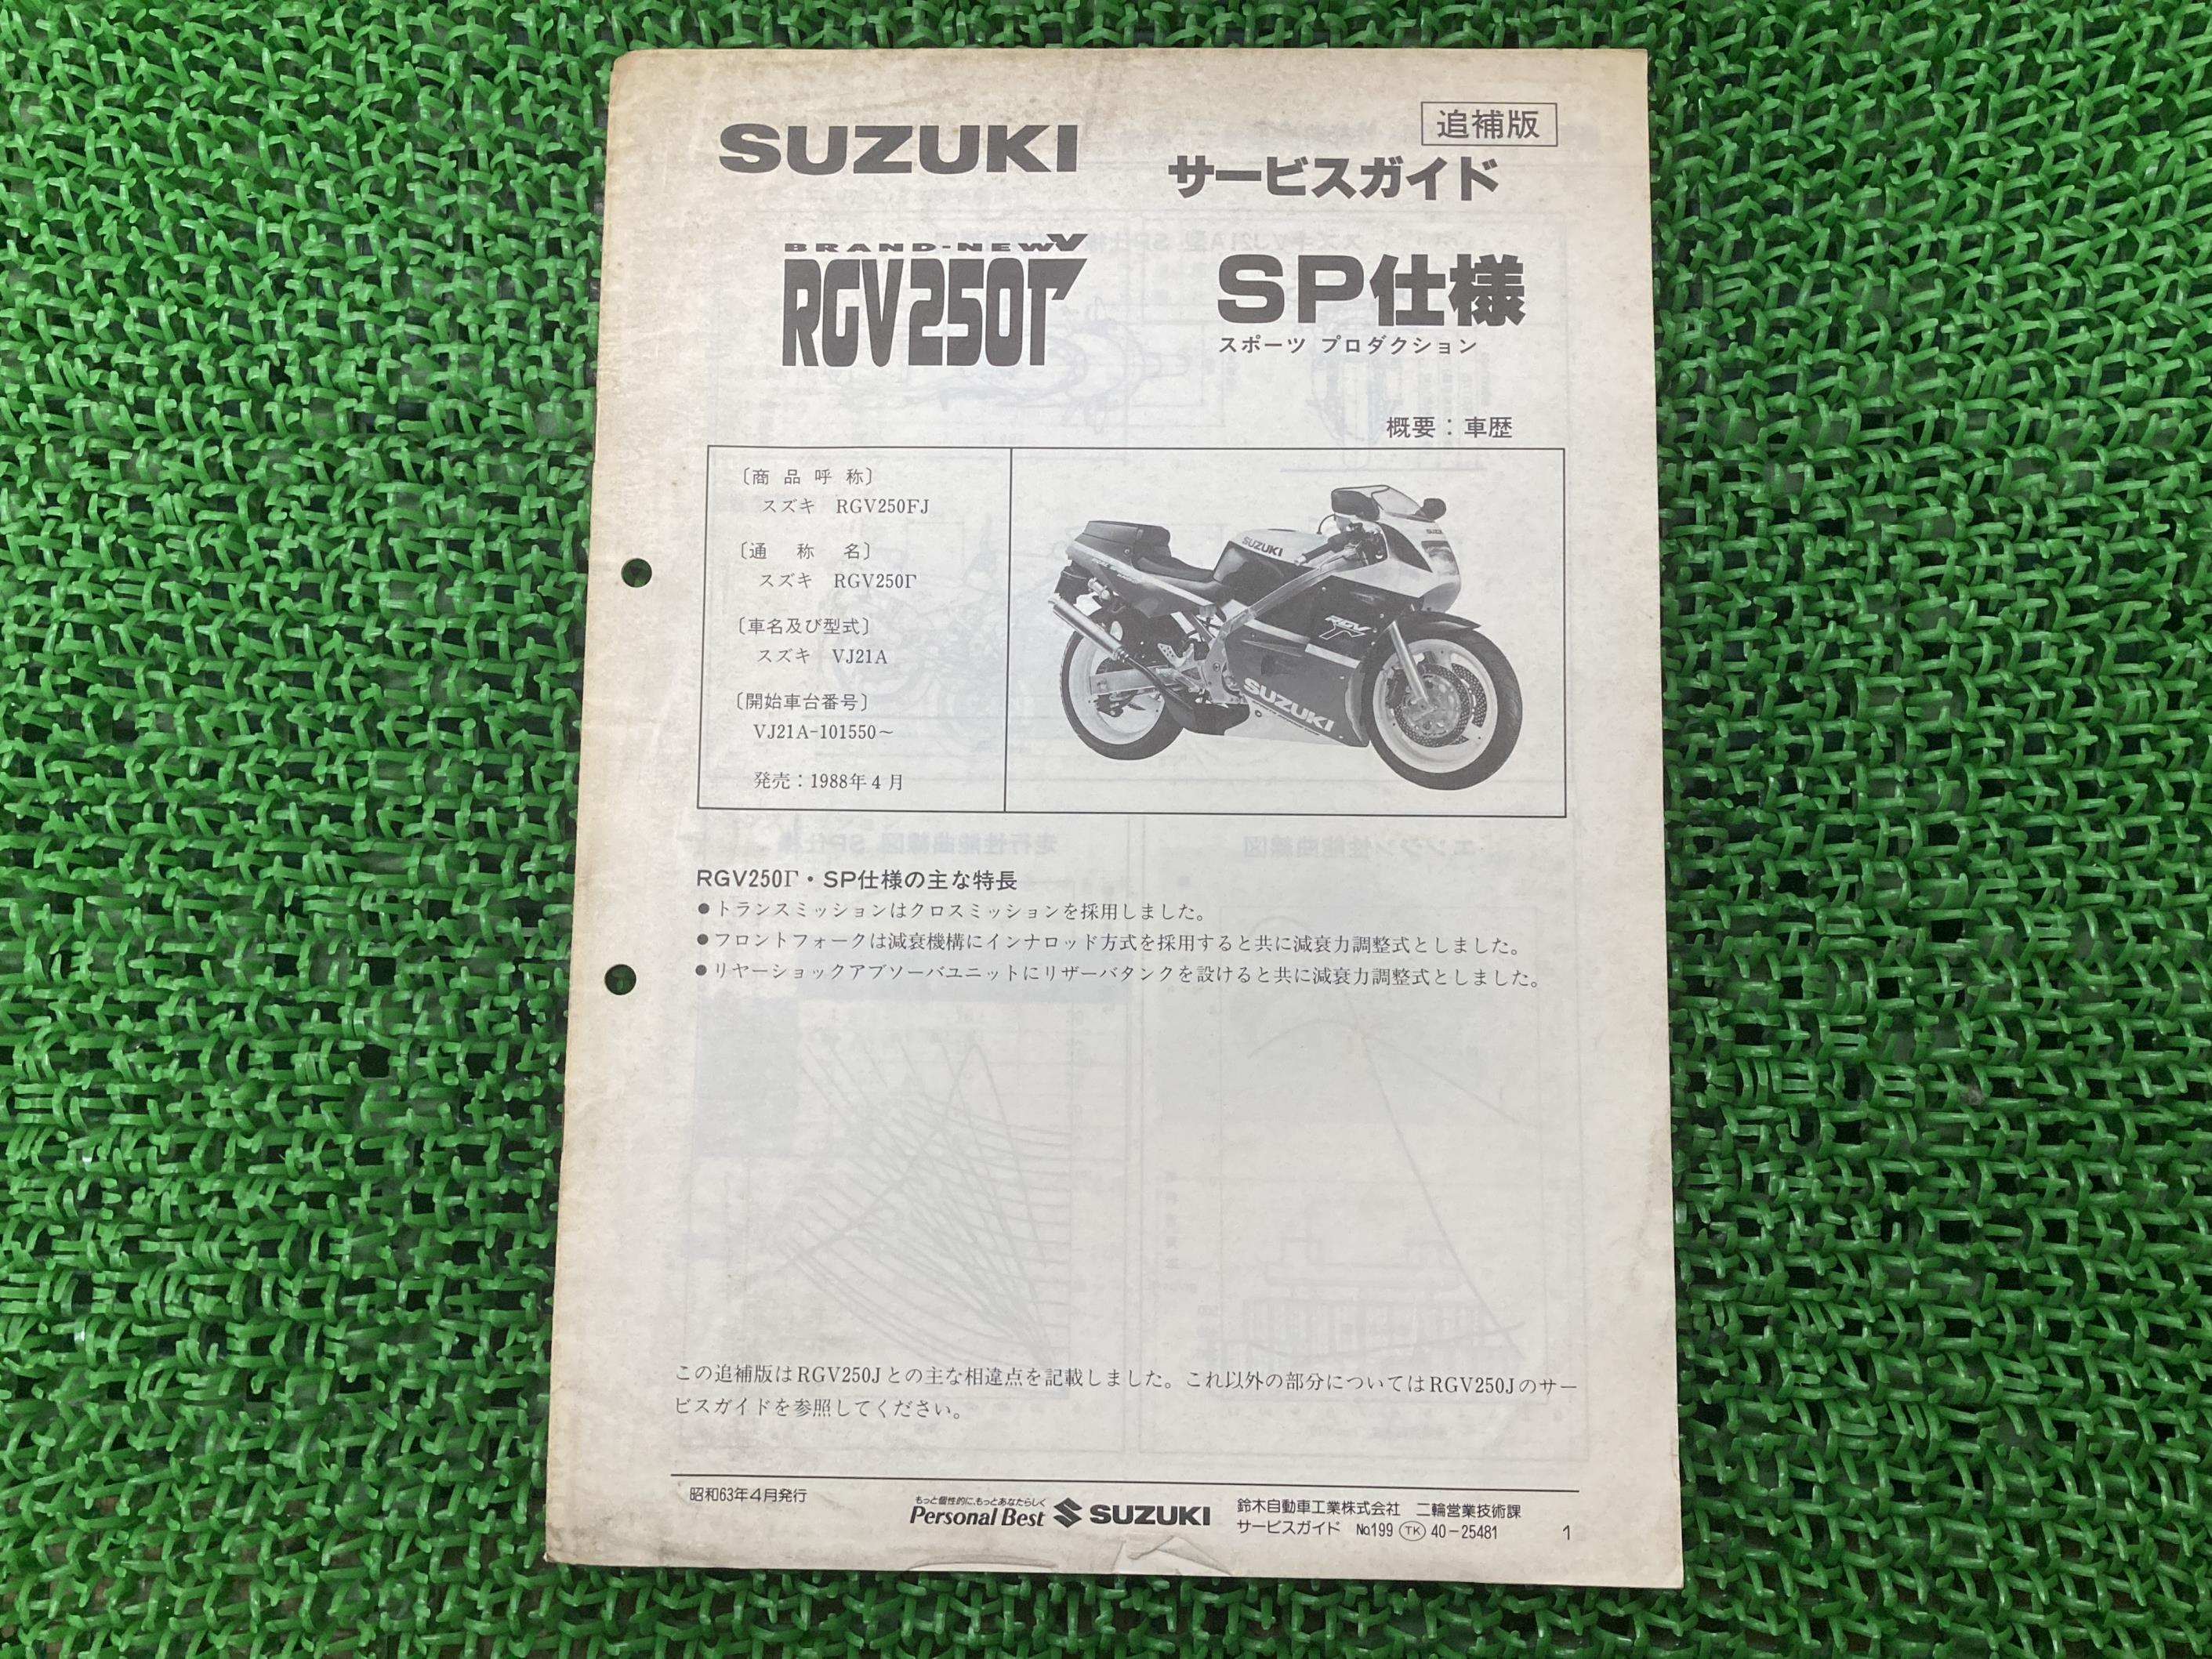 追補版
SUZUKI
サービスガイド
BRAND-NEW V
RGV250Γ
SP仕様
スポーツ プロダクション
概要：車歴
〔商品呼称〕
スズキ RGV250FJ
〔通称名〕
スズキ RGV250Γ
〔車名及び型式〕
スズキ VJ21A
〔開始車台番号〕
VJ21A-101550～
発売：1988年4月
SUZUKI
RGV Γ
SUZUKI
RGV250Γ・SP仕様の主な特長
●トランスミッションはクロスミッションを採用しました。
●フロントフォークは減衰機構にインナロッド方式を採用すると共に減衰力調整式としました。
●リヤーショックアブソーバユニットにリザーバタンクを設けると共に減衰力調整式としました。
この追補版はRGV250Jとの主な相違点を記載しました。これ以外の部分についてはRGV250Jのサー
ビスガイドを参照してください。
昭和63年4月発行
もっと個性的に、もっとあなたらしく
Personal Best SUZUKI
鈴木自動車工業株式会社 二輪営業技術課
サービスガイド №199 TK 40-25481
1